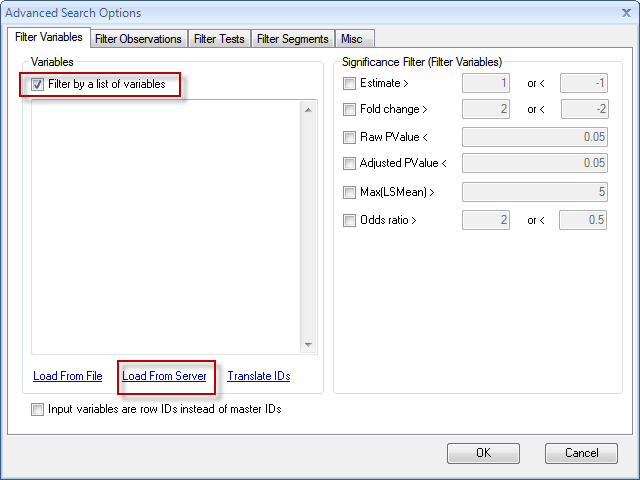 Advanced Search Options
Filter Variables Filter Observations Filter Tests Filter Segments Misc
Variables
Filter by a list of variables
Load From File Load From Server Translate IDs
Input variables are row IDs instead of master IDs
Significance Filter (Filter Variables)
Estimate > 1 or < -1
Fold change > 2 or < -2
Raw PValue < 0.05
Adjusted PValue < 0.05
Max(LSMean) > 5
Odds ratio > 2 or < 0.5
OK Cancel